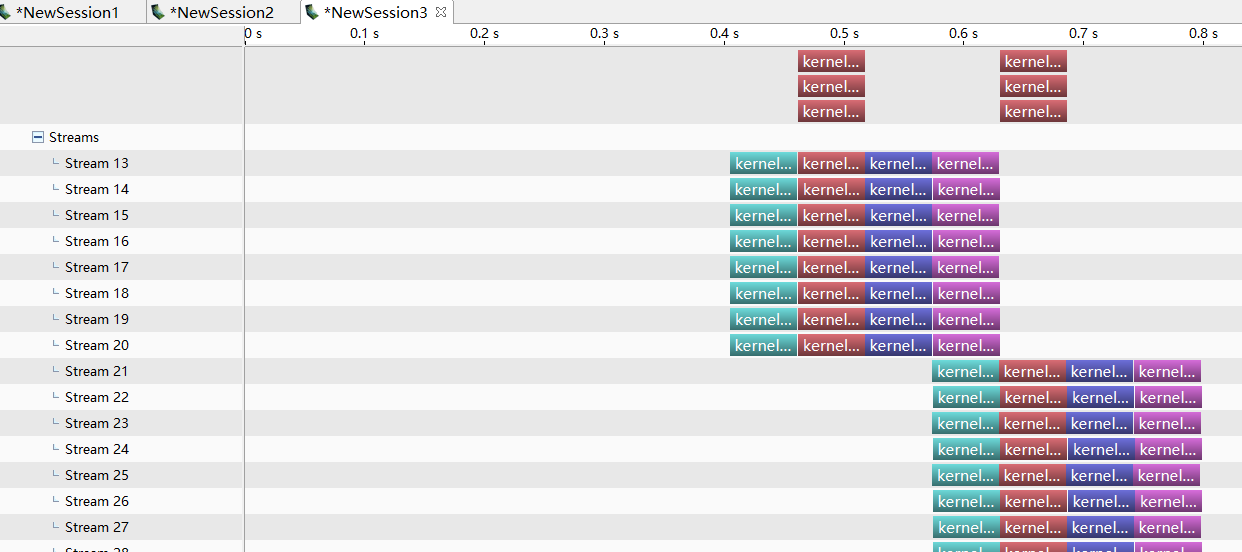 *NewSession1 *NewSession2 *NewSession3
0 s 0.1 s 0.2 s 0.3 s 0.4 s 0.5 s 0.6 s 0.7 s 0.8 s
kernel... kernel...
kernel... kernel...
kernel... kernel...
Streams
Stream 13 kernel... kernel... kernel... kernel...
Stream 14 kernel... kernel... kernel... kernel...
Stream 15 kernel... kernel... kernel... kernel...
Stream 16 kernel... kernel... kernel... kernel...
Stream 17 kernel... kernel... kernel... kernel...
Stream 18 kernel... kernel... kernel... kernel...
Stream 19 kernel... kernel... kernel... kernel...
Stream 20 kernel... kernel... kernel... kernel...
Stream 21 kernel... kernel... kernel... kernel...
Stream 22 kernel... kernel... kernel... kernel...
Stream 23 kernel... kernel... kernel... kernel...
Stream 24 kernel... kernel... kernel... kernel...
Stream 25 kernel... kernel... kernel... kernel...
Stream 26 kernel... kernel... kernel... kernel...
Stream 27 kernel... kernel... kernel... kernel...
Stream 28 kernel... kernel... kernel... kernel...